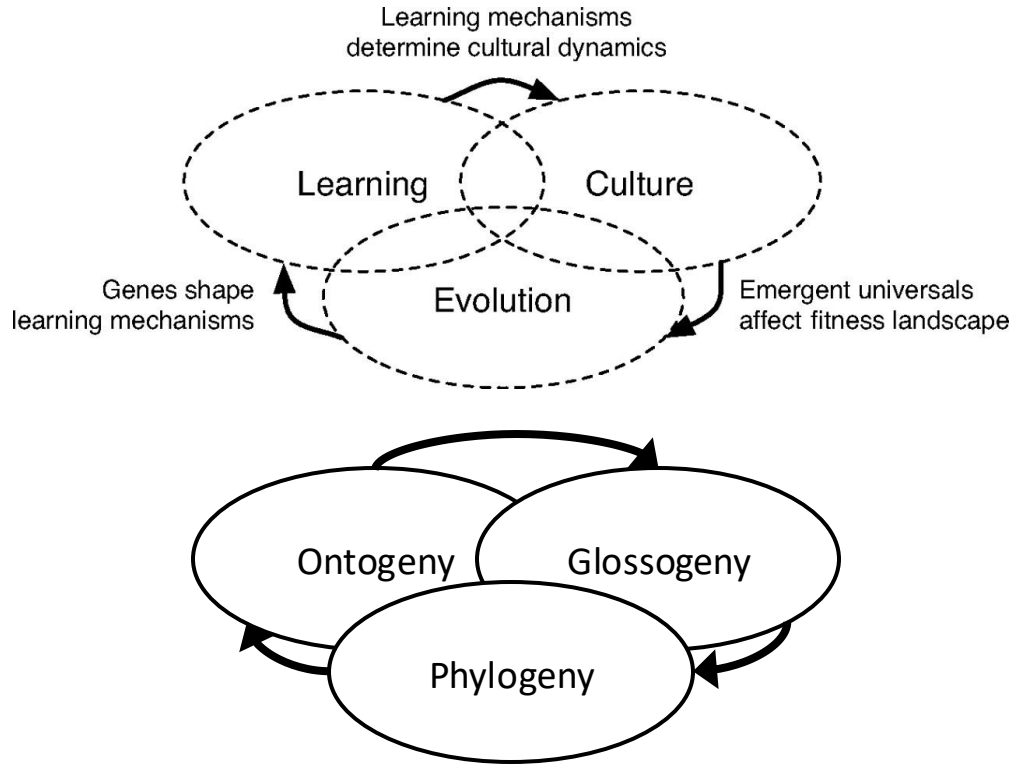 Learning mechanisms
determine cultural dynamics
Learning
Culture
Genes shape
learning mechanisms
Evolution
Emergent universals
affect fitness landscape
Ontogeny
Glossogeny
Phylogeny